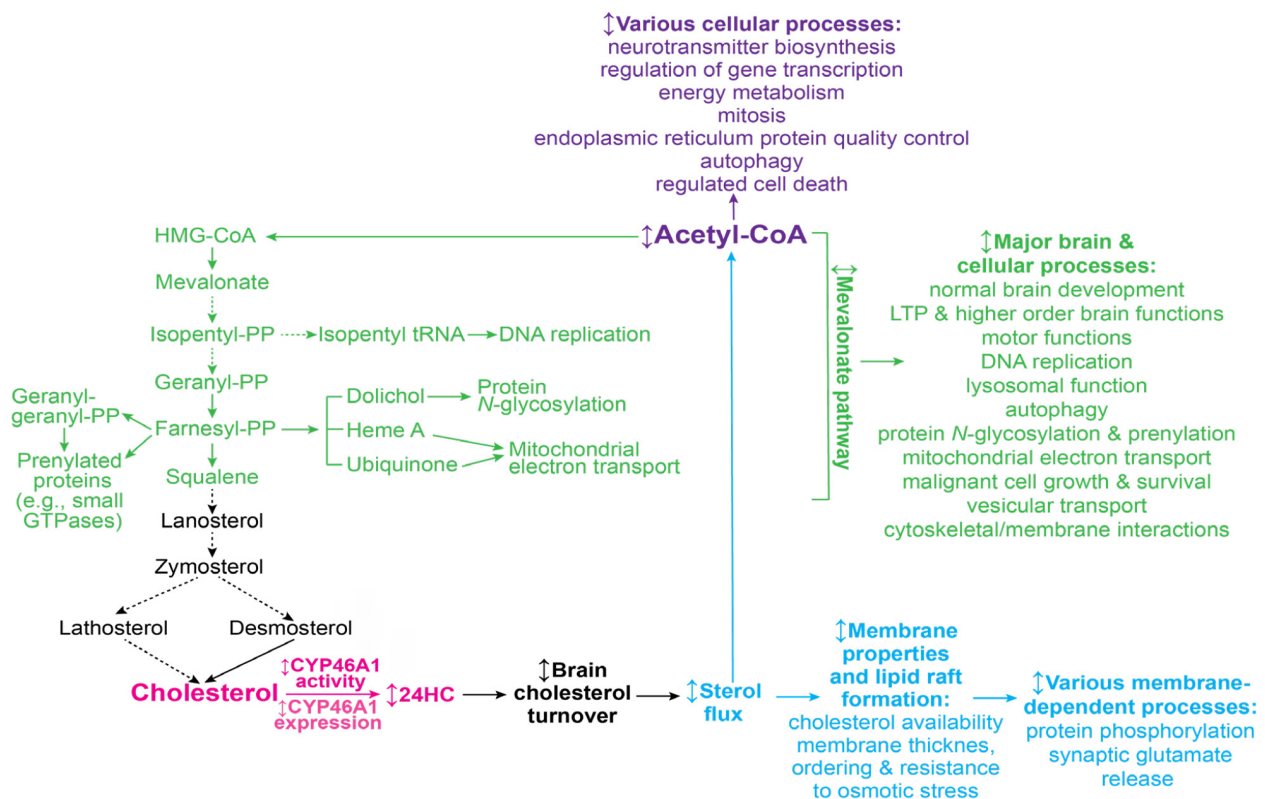 ↕Various cellular processes:
neurotransmitter biosynthesis
regulation of gene transcription
energy metabolism
mitosis
endoplasmic reticulum protein quality control
autophagy
regulated cell death
HMG-CoA
↕Acetyl-CoA
Mevalonate
Isopentyl-PP
Isopentyl tRNA
DNA replication
Geranyl-PP
Geranyl-
geranyl-PP
Farnesyl-PP
Dolichol
Protein
N-glycosylation
Heme A
Ubiquinone
Mitochondrial
electron transport
Prenylated
proteins
(e.g., small
GTPases)
Squalene
↕Mevalonate pathway
↕Major brain &
cellular processes:
normal brain development
LTP & higher order brain functions
motor functions
DNA replication
lysosomal function
autophagy
protein N-glycosylation & prenylation
mitochondrial electron transport
malignant cell growth & survival
vesicular transport
cytoskeletal/membrane interactions
Lanosterol
Zymosterol
Lathosterol
Desmosterol
Cholesterol
↕CYP46A1
activity
↕CYP46A1
expression
↕24HC
↕Brain
cholesterol
turnover
↕Sterol
flux
↕Membrane
properties
and lipid raft
formation:
cholesterol availability
membrane thicknes,
ordering & resistance
to osmotic stress
↕Various membrane-
dependent processes:
protein phosphorylation
synaptic glutamate
release